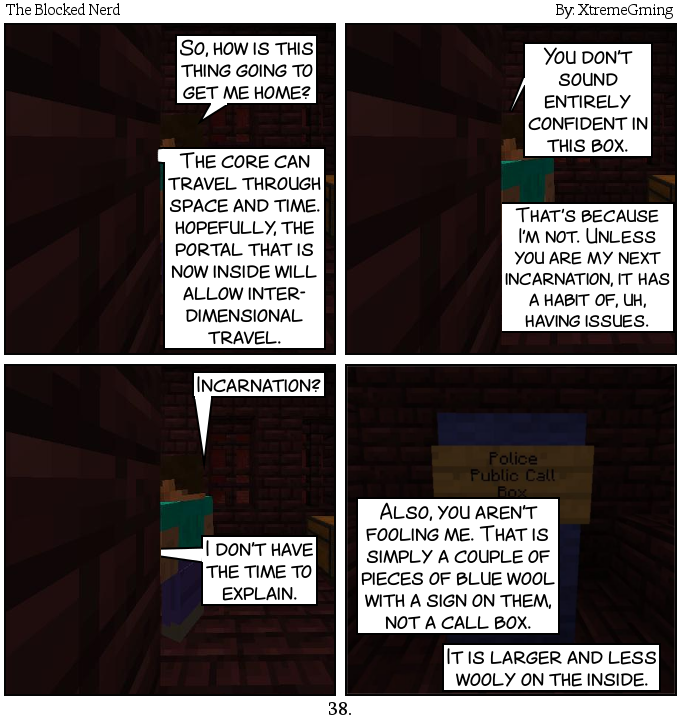 The Blocked Nerd
By: XtremeGming
So, how is this
thing going to
get me home?
The core can
travel through
space and time.
Hopefully, the
portal that is
now inside will
allow inter-
dimensional
travel.
You don't
sound
entirely
confident in
this box.
That's because
I'm not. Unless
you are my next
incarnation, it has
a habit of, uh,
having issues.
Incarnation?
I don't have
the time to
explain.
Police
Public Call
Box
Also, you aren't
fooling me. That is
simply a couple of
pieces of blue wool
with a sign on them,
not a call box.
It is larger and less
wooly on the inside.
38.